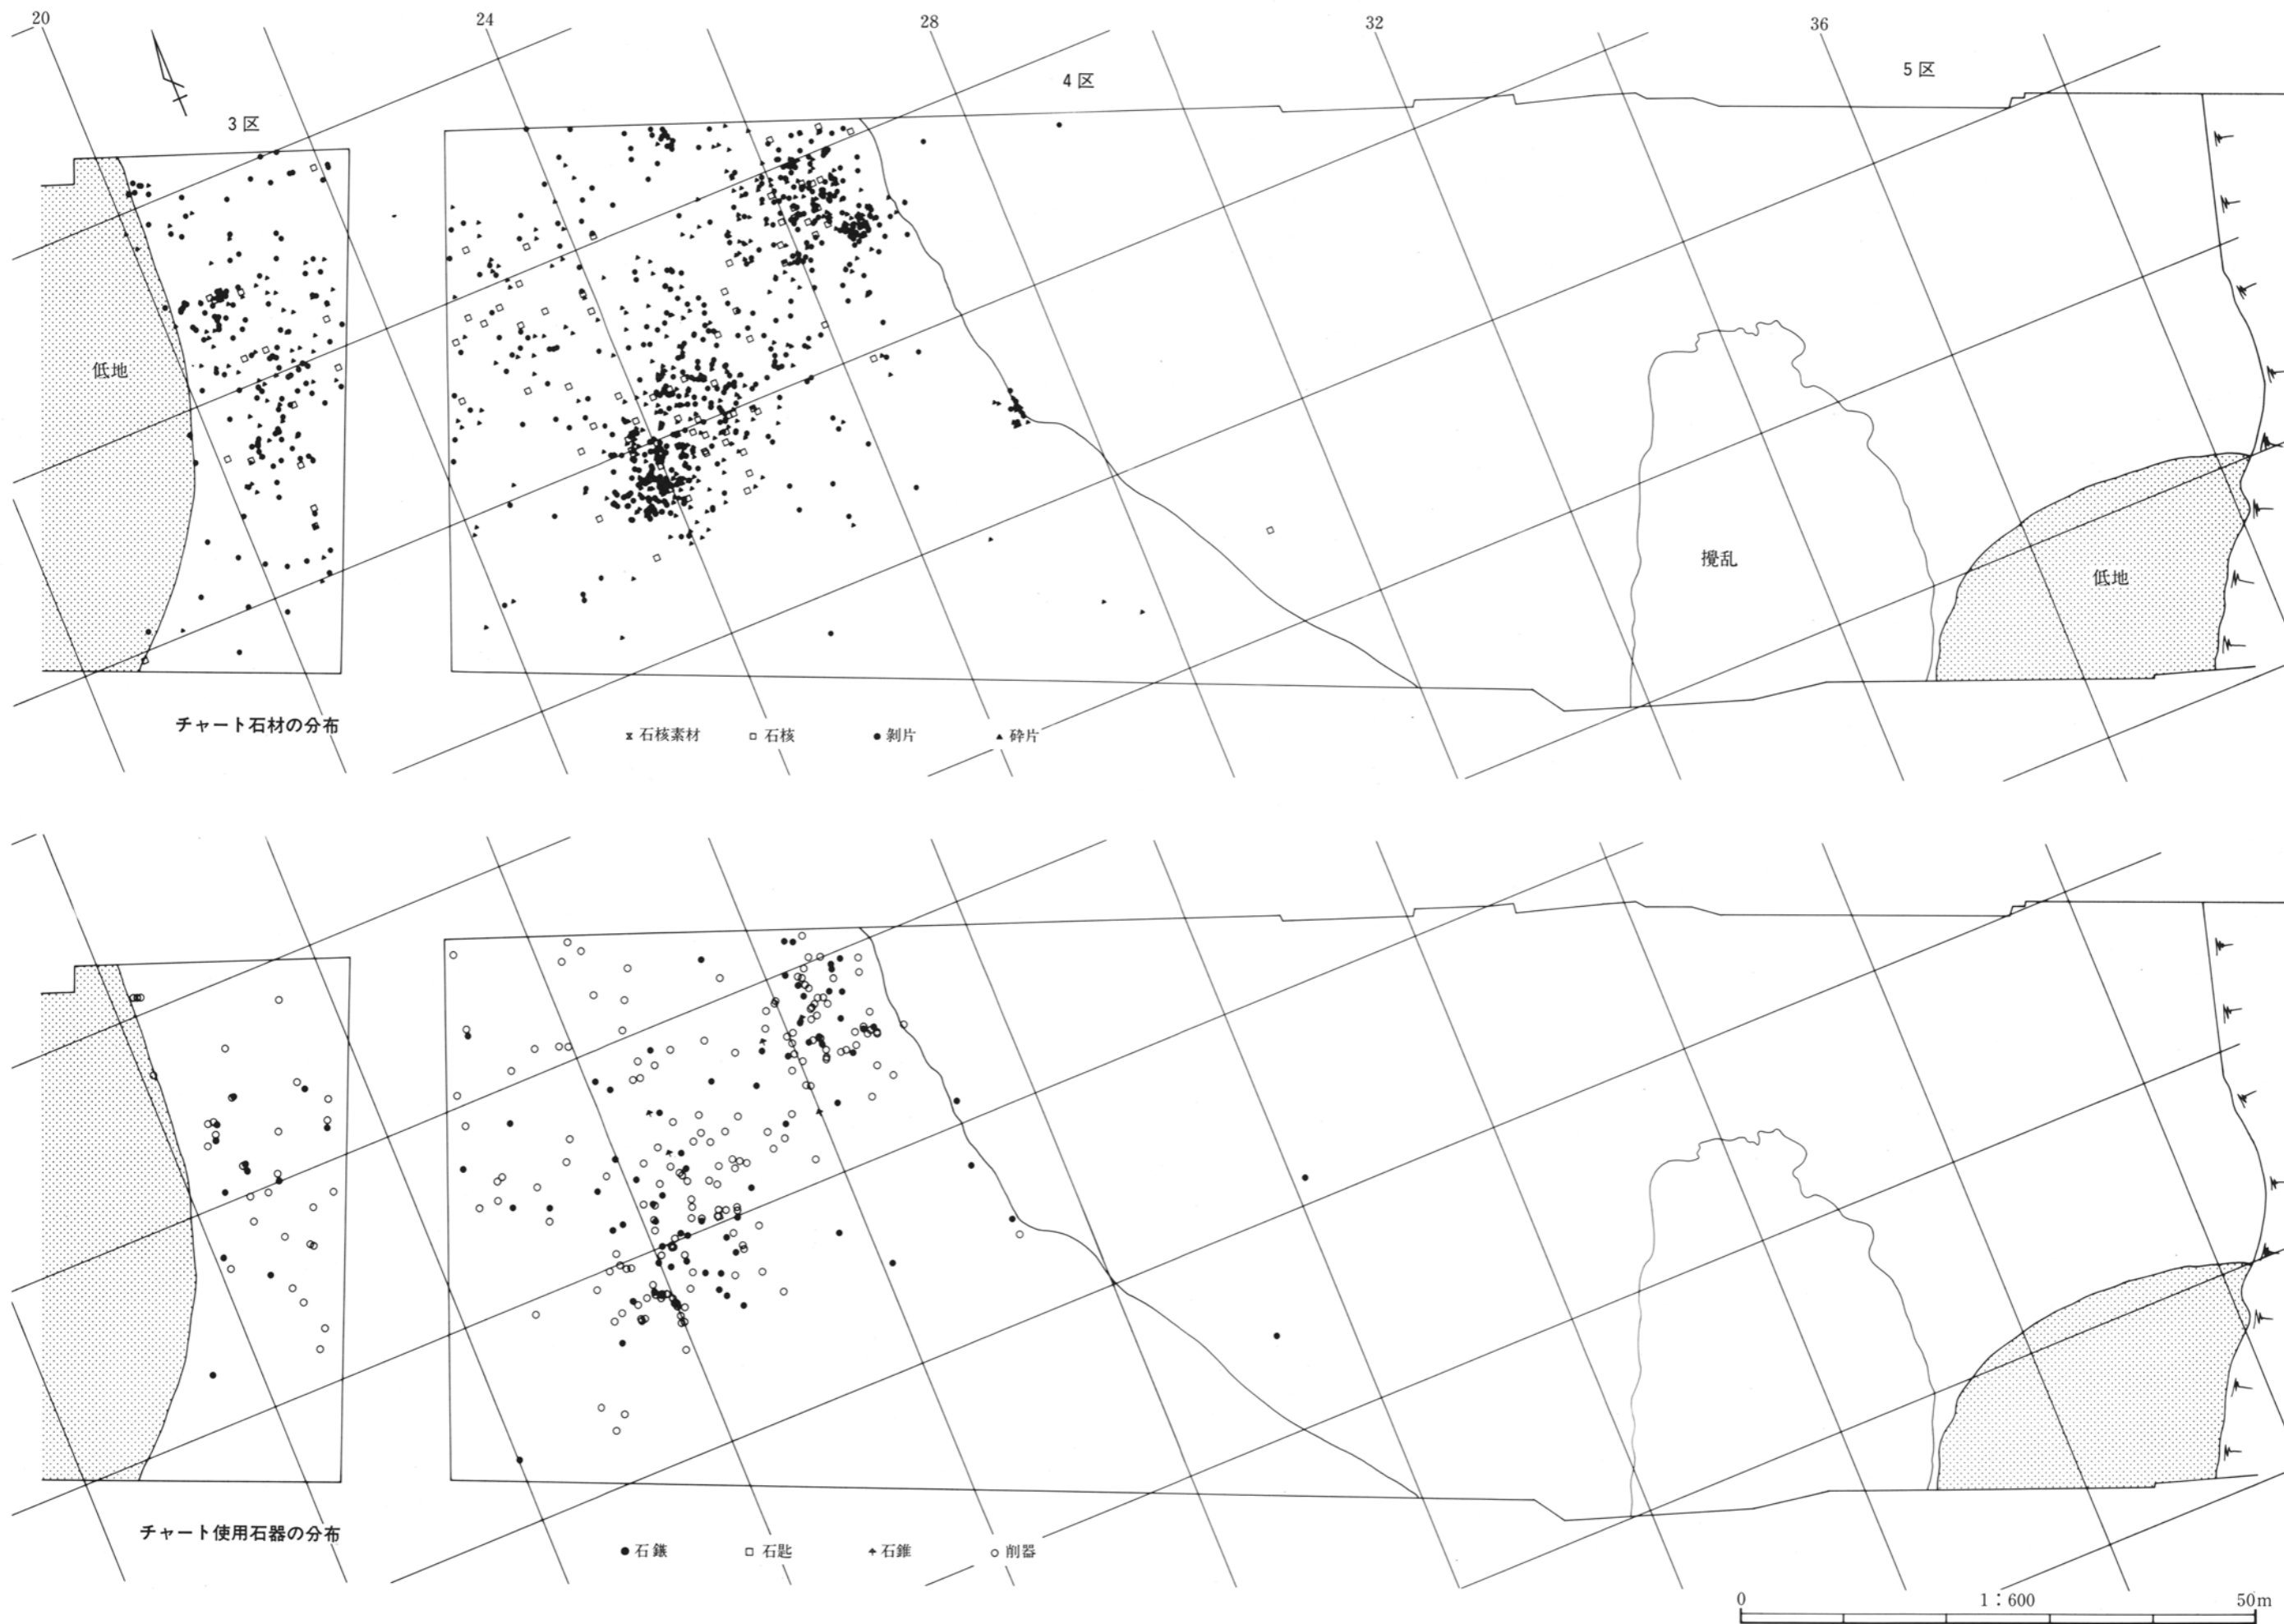 20 24 28 32 36
4区 5区
3区
低地
攪乱
低地
チャート石材の分布
石核素材 石核 剝片 砕片
チャート使用石器の分布
石鏃 石匙 石錐 削器
0 1：600 50m